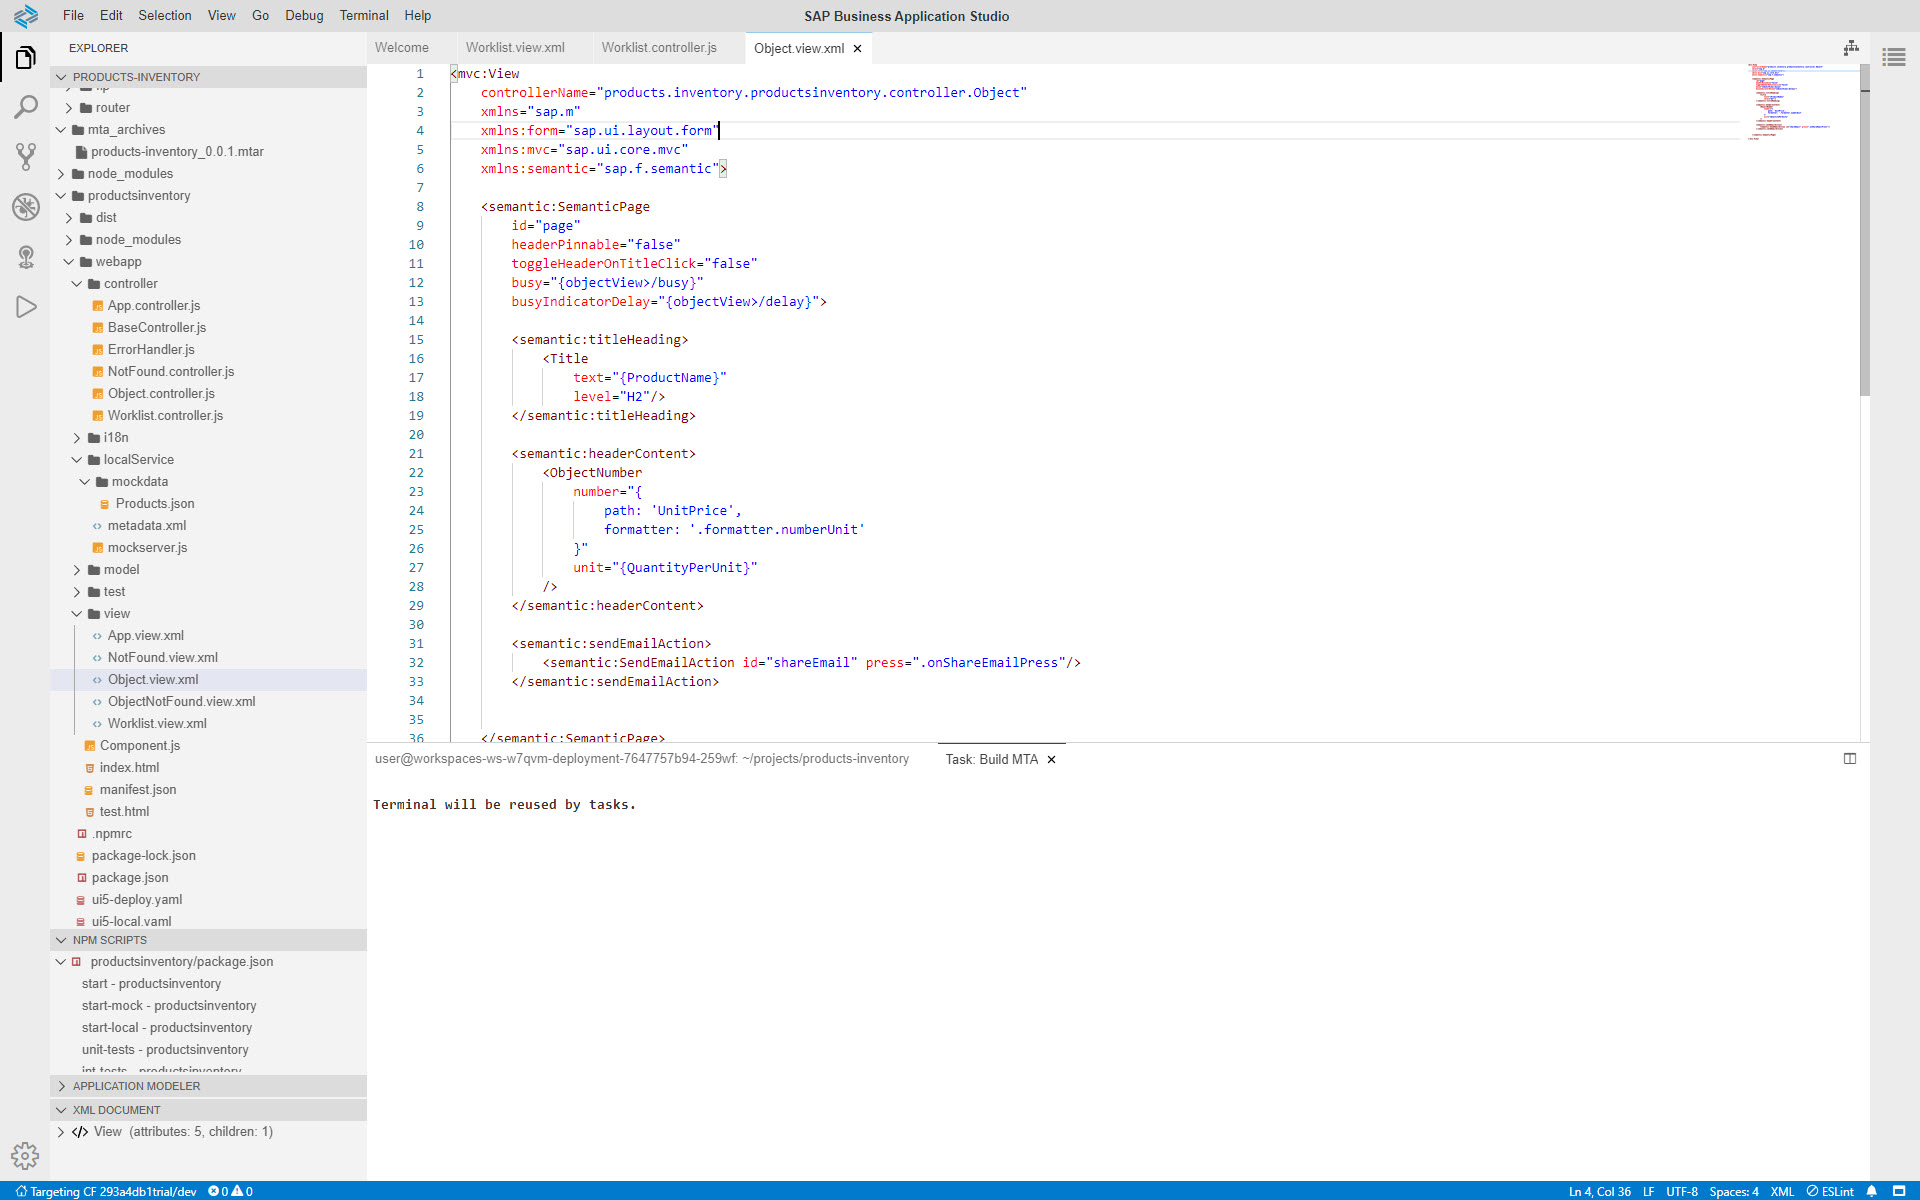 File Edit Selection View Go Debug Terminal Help
SAP Business Application Studio
EXPLORER
PRODUCTS-INVENTORY
router
mta_archives
products-inventory_0.0.1.mtar
node_modules
productsinventory
dist
node_modules
webapp
controller
App.controller.js
BaseController.js
ErrorHandler.js
NotFound.controller.js
Object.controller.js
Worklist.controller.js
i18n
localService
mockdata
Products.json
metadata.xml
mockserver.js
model
test
view
App.view.xml
NotFound.view.xml
Object.view.xml
ObjectNotFound.view.xml
Worklist.view.xml
Component.js
index.html
manifest.json
test.html
.npmrc
package-lock.json
package.json
ui5-deploy.yaml
ui5-local.yaml
NPM SCRIPTS
productsinventory/package.json
start - productsinventory
start-mock - productsinventory
start-local - productsinventory
unit-tests - productsinventory
int-tests - productsinventory
APPLICATION MODELER
XML DOCUMENT
</> View (attributes: 5, children: 1)
Welcome Worklist.view.xml Worklist.controller.js Object.view.xml ×
1 <mvc:View
2 controllerName="products.inventory.productsinventory.controller.Object"
3 xmlns="sap.m"
4 xmlns:form="sap.ui.layout.form"
5 xmlns:mvc="sap.ui.core.mvc"
6 xmlns:semantic="sap.f.semantic">
7
8 <semantic:SemanticPage
9 id="page"
10 headerPinnable="false"
11 toggleHeaderOnTitleClick="false"
12 busy="{objectView>/busy}"
13 busyIndicatorDelay="{objectView>/delay}">
14
15 <semantic:titleHeading>
16 <Title
17 text="{ProductName}"
18 level="H2"/>
19 </semantic:titleHeading>
20
21 <semantic:headerContent>
22 <ObjectNumber
23 number="{
24 path: 'UnitPrice',
25 formatter: '.formatter.numberUnit'
26 }"
27 unit="{QuantityPerUnit}"
28 />
29 </semantic:headerContent>
30
31 <semantic:sendEmailAction>
32 <semantic:SendEmailAction id="shareEmail" press=".onShareEmailPress"/>
33 </semantic:sendEmailAction>
34
35
36 </semantic:SemanticPage>
user@workspaces-ws-w7qvm-deployment-7647757b94-259wf: ~/projects/products-inventory Task: Build MTA ×
Terminal will be reused by tasks.
Targeting CF 293a4db1trial/dev 0 0
Ln 4, Col 36 LF UTF-8 Spaces: 4 XML ESLint